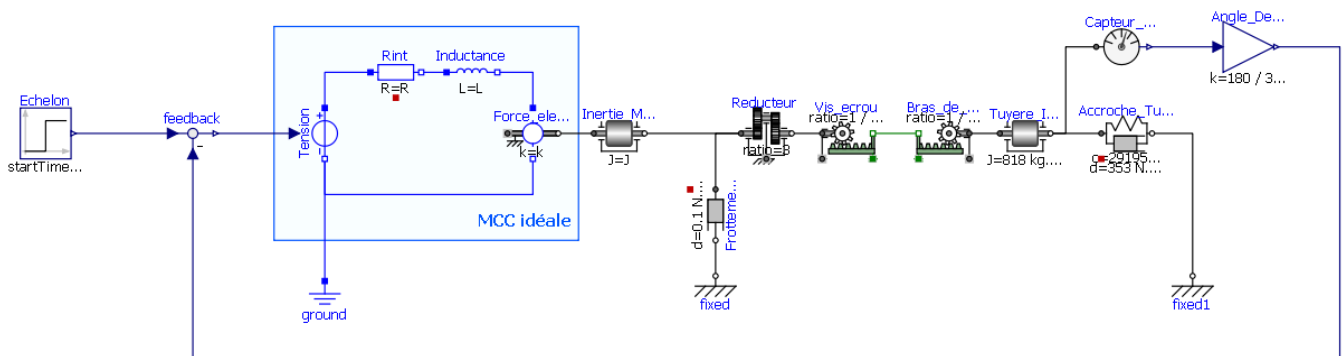 Echelon
startTime...
feedback
-
Tension
+
-
Rint
R=R
Inductance
L=L
Force_ele...
k=k
MCC idéale
ground
Inertie_M...
J=J
d=0.1 N....
Frotteme...
fixed
Reducteur
ratio=3
Vis_ecrou
ratio=1 / ...
Bras_de_...
ratio=1 / ...
Tuyere_I...
J=818 kg....
Capteur_...
Angle_De...
k=180 / 3...
Accroche_Tu...
c=29195...
d=353 N....
fixed1